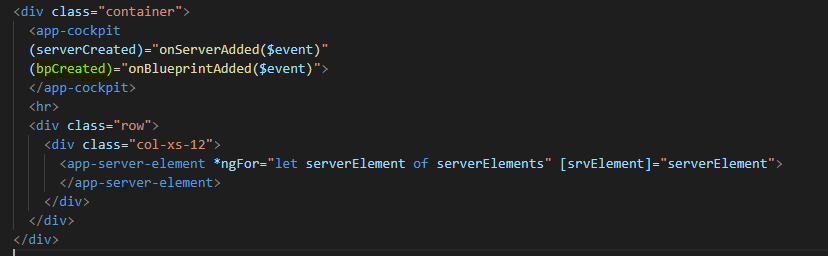 <div class="container">
<app-cockpit
(serverCreated)="onServerAdded($event)"
(bpCreated)="onBlueprintAdded($event)">
</app-cockpit>
<hr>
<div class="row">
<div class="col-xs-12">
<app-server-element *ngFor="let serverElement of serverElements" [srvElement]="serverElement">
</app-server-element>
</div>
</div>
</div>